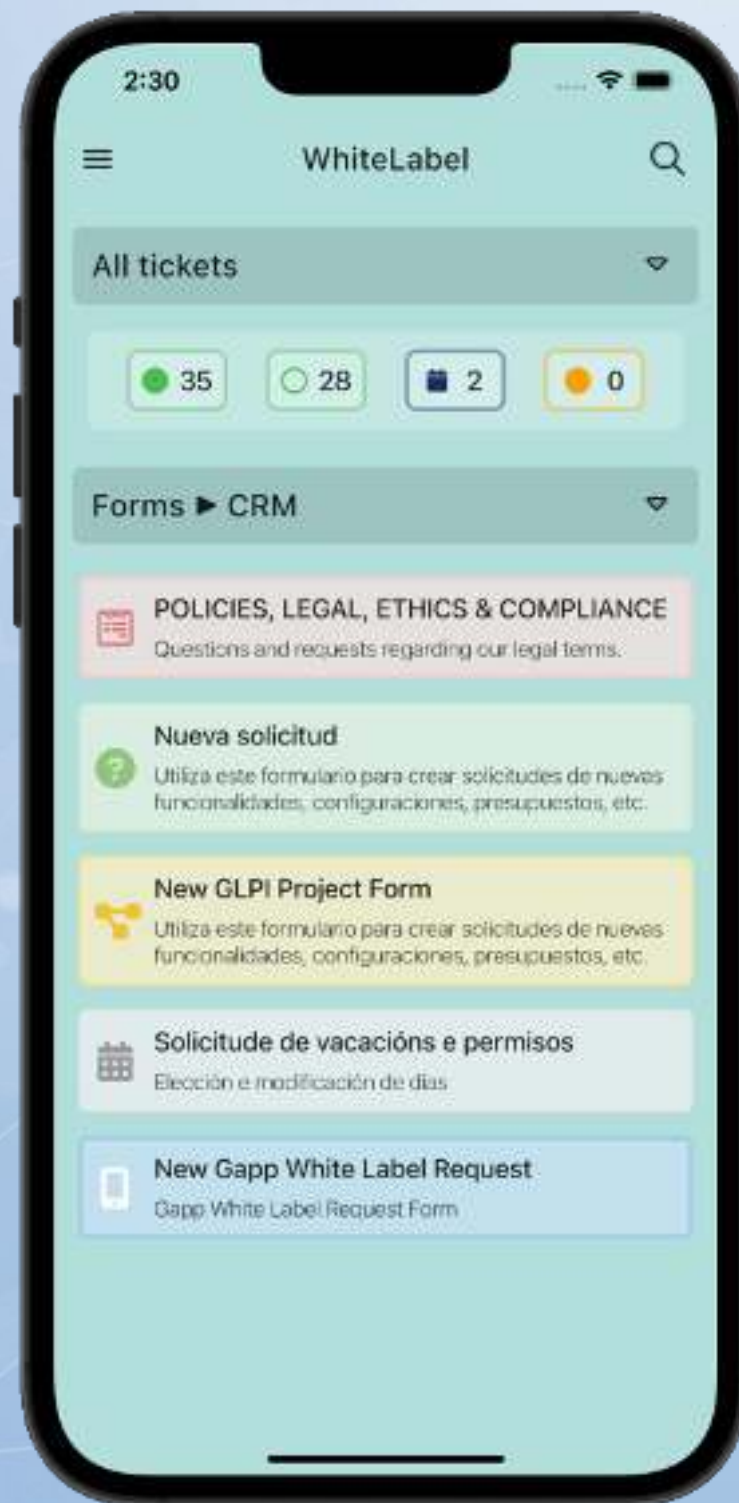 2:30
WhiteLabel
All tickets
35 28 2 0
Forms ► CRM
POLICIES, LEGAL, ETHICS & COMPLIANCE
Questions and requests regarding our legal terms.
Nueva solicitud
Utiliza este formulario para crear solicitudes de nuevas
funcionalidades, configuraciones, presupuestos, etc.
New GLPI Project Form
Utiliza este formulario para crear solicitudes de nuevas
funcionalidades, configuraciones, presupuestos, etc.
Solicitude de vacacións e permisos
Elección e modificación de días
New Gapp White Label Request
Gapp White Label Request Form